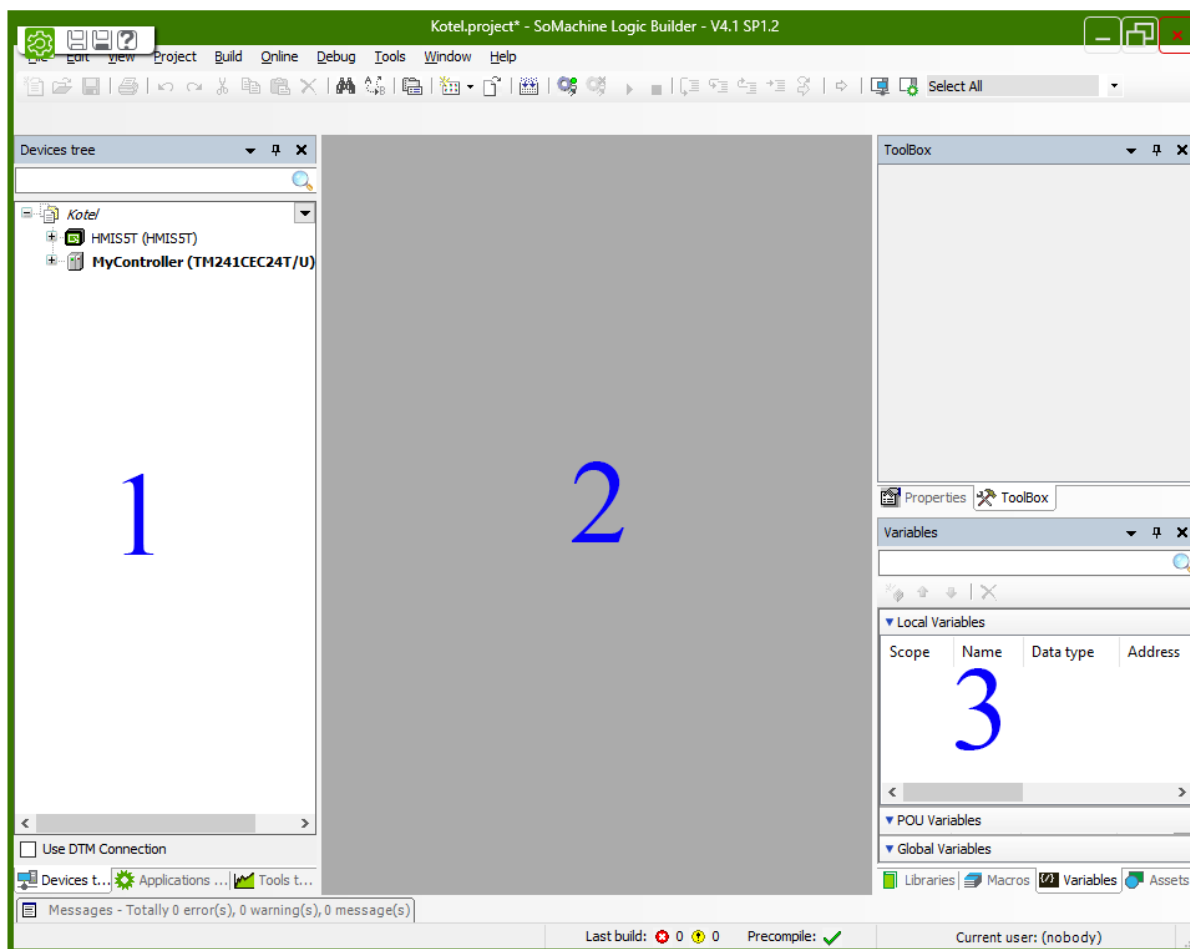 Kotel.project* - SoMachine Logic Builder - V4.1 SP1.2
File Edit View Project Build Online Debug Tools Window Help
Select All
Devices tree
Kotel
HMIS5T (HMIS5T)
MyController (TM241CEC24T/U)
1
Use DTM Connection
Devices t... Applications ... Tools t...
2
ToolBox
Properties ToolBox
Variables
Local Variables
Scope Name Data type Address
3
POU Variables
Global Variables
Libraries Macros Variables Assets
Messages - Totally 0 error(s), 0 warning(s), 0 message(s)
Last build: 0 0 Precompile: Current user: (nobody)